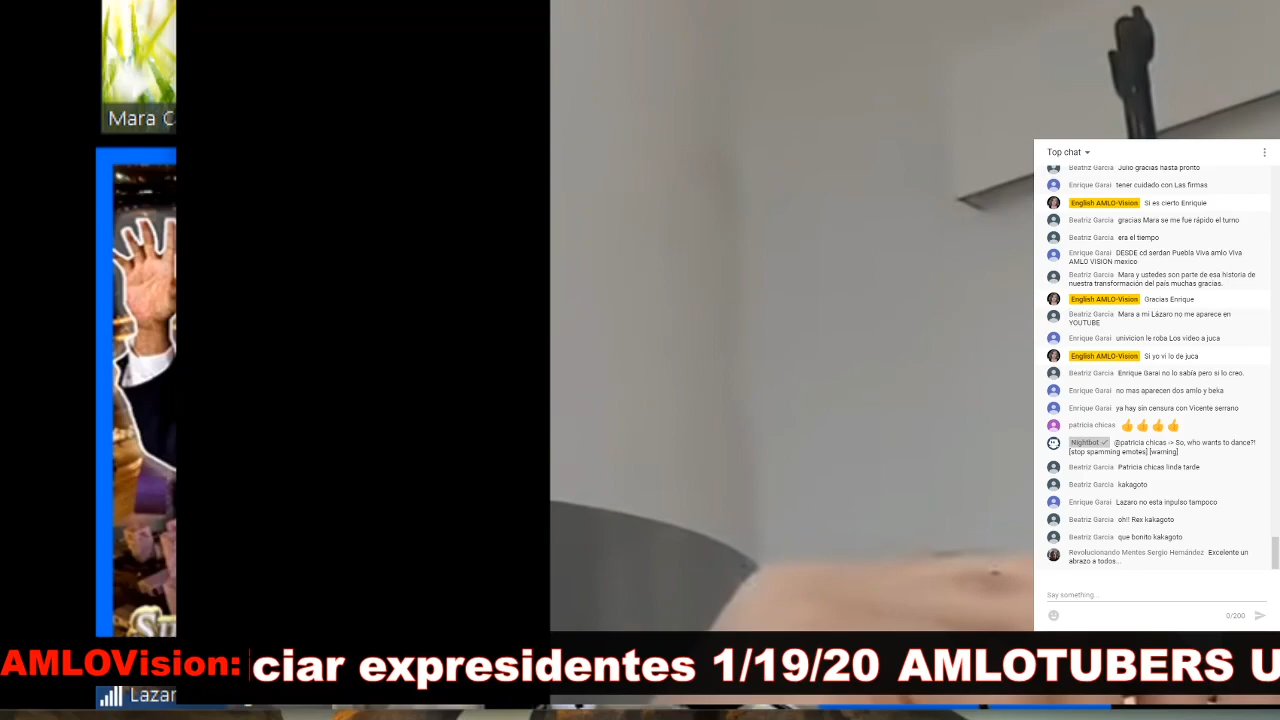 Mara C
Top chat
Beatriz Garcia Julio gracias hasta pronto
Enrique Garai tener cuidado con Las firmas
English AMLO-Vision Si es cierto Enriquie
Beatriz Garcia gracias Mara se me fue rápido el turno
Beatriz Garcia era el tiempo
Enrique Garai DESDE cd serdan Puebla Viva amlo Viva
AMLO VISION mexico
Beatriz Garcia Mara y ustedes son parte de esa historia de
nuestra transformación del país muchas gracias.
English AMLO-Vision Gracias Enrique
Beatriz Garcia Mara a mi Lázaro no me aparece en
YOUTUBE
Enrique Garai univicion le roba Los video a juca
English AMLO-Vision Si yo vi lo de juca
Beatriz Garcia Enrique Garai no lo sabía pero si lo creo.
Enrique Garai no mas aparecen dos amlo y beka
Enrique Garai ya hay sin censura con Vicente serrano
patricia chicas 👍👍👍👍
Nightbot @patricia chicas -> So, who wants to dance?!
[stop spamming emotes] [warning]
Beatriz Garcia Patricia chicas linda tarde
Beatriz Garcia kakagoto
Enrique Garai Lazaro no esta inpulso tampoco
Beatriz Garcia oh!! Rex kakagoto
Beatriz Garcia que bonito kakagoto
Revolucionando Mentes Sergio Hernández Excelente un
abrazo a todos...
Say something...
0/200
AMLOVision: ciar expresidentes 1/19/20 AMLOTUBERS U
Lazar